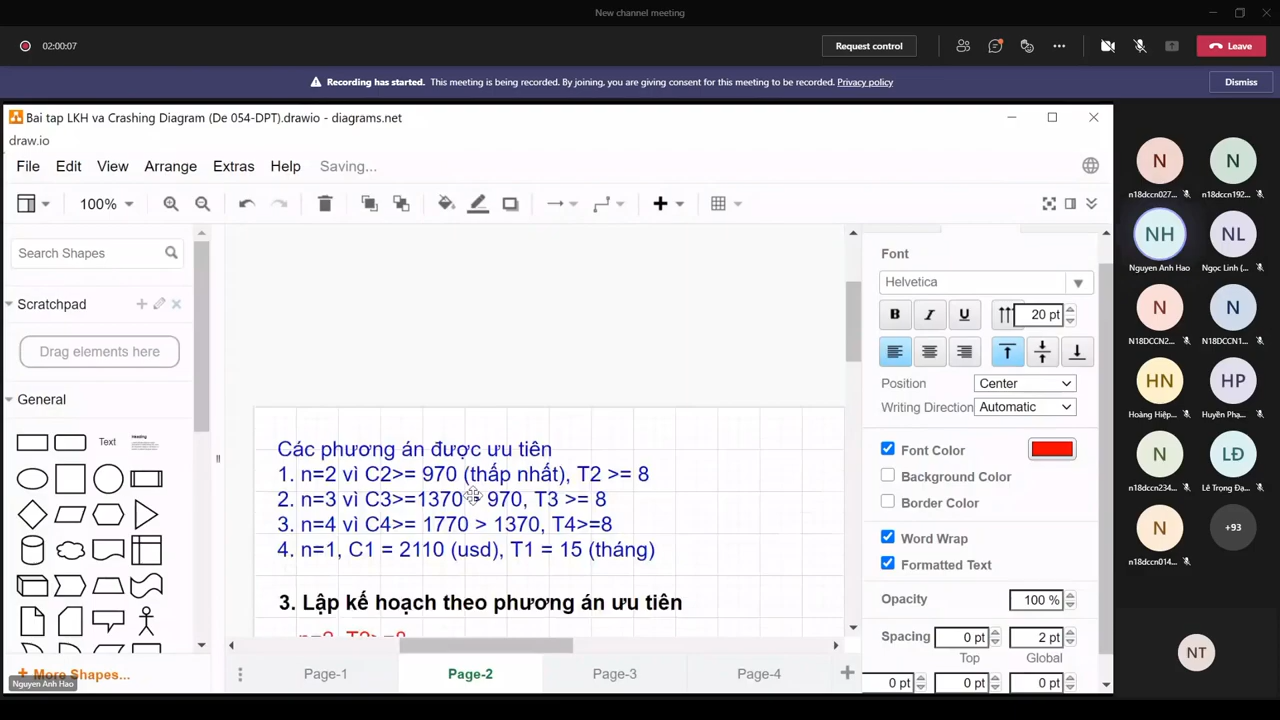 New channel meeting
02:00:07
Request control
Leave
Recording has started. This meeting is being recorded. By joining, you are giving consent for this meeting to be recorded. Privacy policy
Dismiss
Bai tap LKH va Crashing Diagram (De 054-DPT).drawio - diagrams.net
draw.io
File Edit View Arrange Extras Help Saving...
100%
Search Shapes
Scratchpad
Drag elements here
General
Text
Heading
More Shapes...
Nguyen Anh Hao
Các phương án được ưu tiên
1. n=2 vì C2>= 970 (thấp nhất), T2 >= 8
2. n=3 vì C3>=1370 > 970, T3 >= 8
3. n=4 vì C4>= 1770 > 1370, T4>=8
4. n=1, C1 = 2110 (usd), T1 = 15 (tháng)
3. Lập kế hoạch theo phương án ưu tiên
n=2, T2>=8
Page-1 Page-2 Page-3 Page-4
Font
Helvetica
B I U 20 pt
Position Center
Writing Direction Automatic
Font Color
Background Color
Border Color
Word Wrap
Formatted Text
Opacity 100 %
Spacing 0 pt 2 pt
Top Global
0 pt 0 pt 0 pt
N N
n18dccn027... n18dccn192...
NH NL
Nguyen Anh Hao Ngọc Linh (...
N N
N18DCCN2... N18DCCN1...
HN HP
Hoàng Hiệp... Huyền Phạ...
N LĐ
n18dccn234... Lê Trọng Đạ...
N +93
n18dccn014...
NT